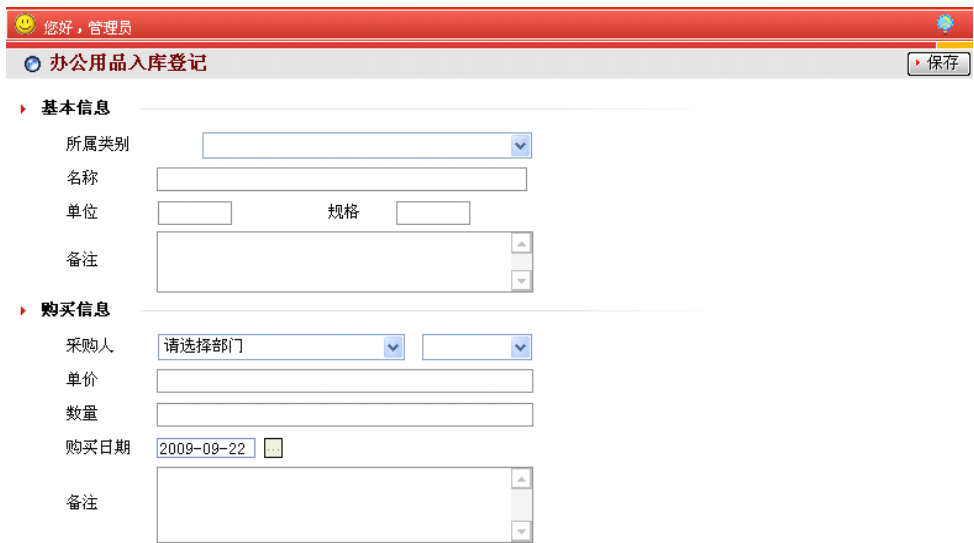 您好，管理员
办公用品入库登记 保存
基本信息
所属类别
名称
单位 规格
备注
购买信息
采购人 请选择部门
单价
数量
购买日期 2009-09-22 ...
备注